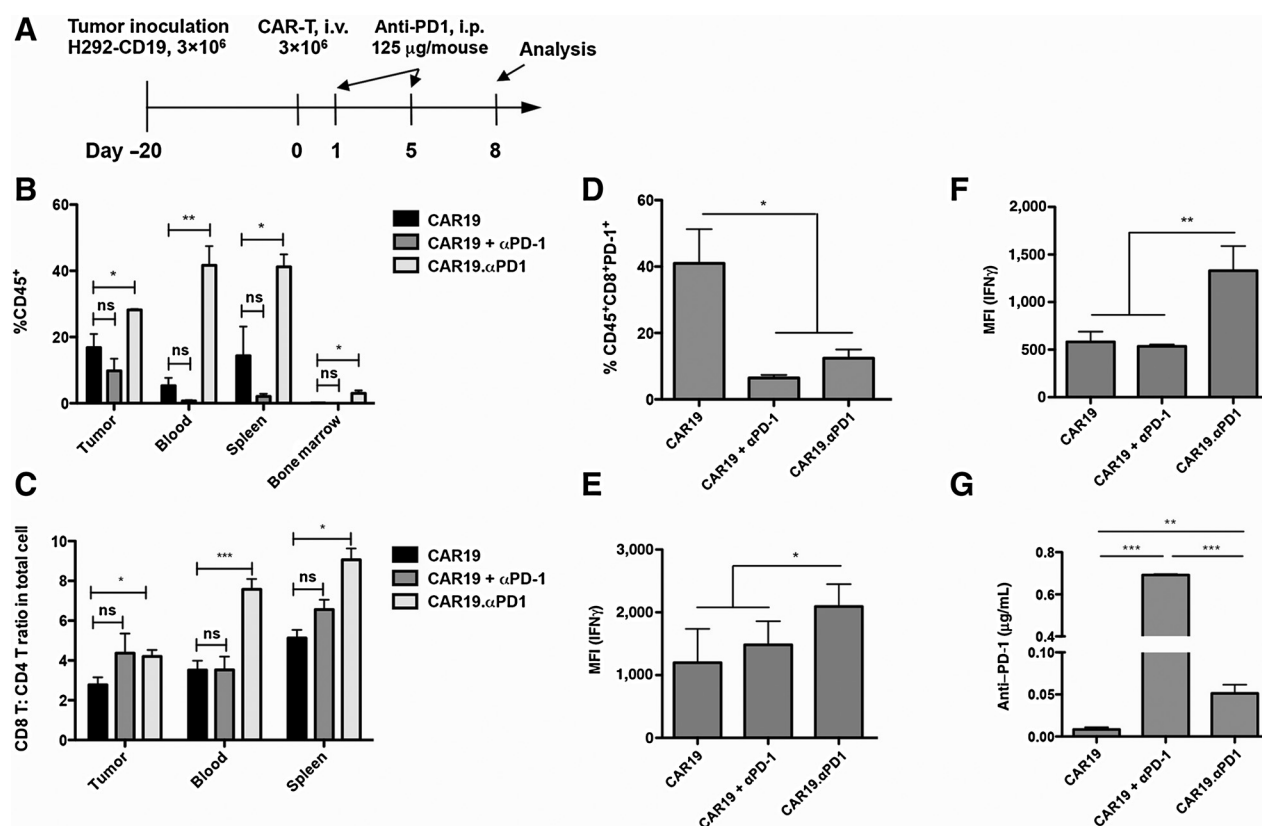 A
Tumor inoculation
H292-CD19, 3×10⁶
CAR-T, i.v.
3×10⁶
Anti-PD1, i.p.
125 µg/mouse
Analysis
Day –20
0
1
5
8
B
%CD45⁺
60
40
20
0
ns
*
ns
**
ns
*
ns
*
Tumor
Blood
Spleen
Bone marrow
CAR19
CAR19 + αPD-1
CAR19.αPD1
C
CD8 T: CD4 T ratio in total cell
10
8
6
4
2
0
ns
*
ns
***
ns
*
Tumor
Blood
Spleen
CAR19
CAR19 + αPD-1
CAR19.αPD1
D
% CD45⁺CD8⁺PD-1⁺
60
40
20
0
*
CAR19
CAR19 + αPD-1
CAR19.αPD1
E
MFI (IFNγ)
3,000
2,000
1,000
0
*
CAR19
CAR19 + αPD-1
CAR19.αPD1
F
MFI (IFNγ)
2,000
1,500
1,000
500
0
**
CAR19
CAR19 + αPD-1
CAR19.αPD1
G
Anti–PD-1 (µg/mL)
0.8
0.6
0.4
0.10
0.05
0.00
**
***
***
CAR19
CAR19 + αPD-1
CAR19.αPD1